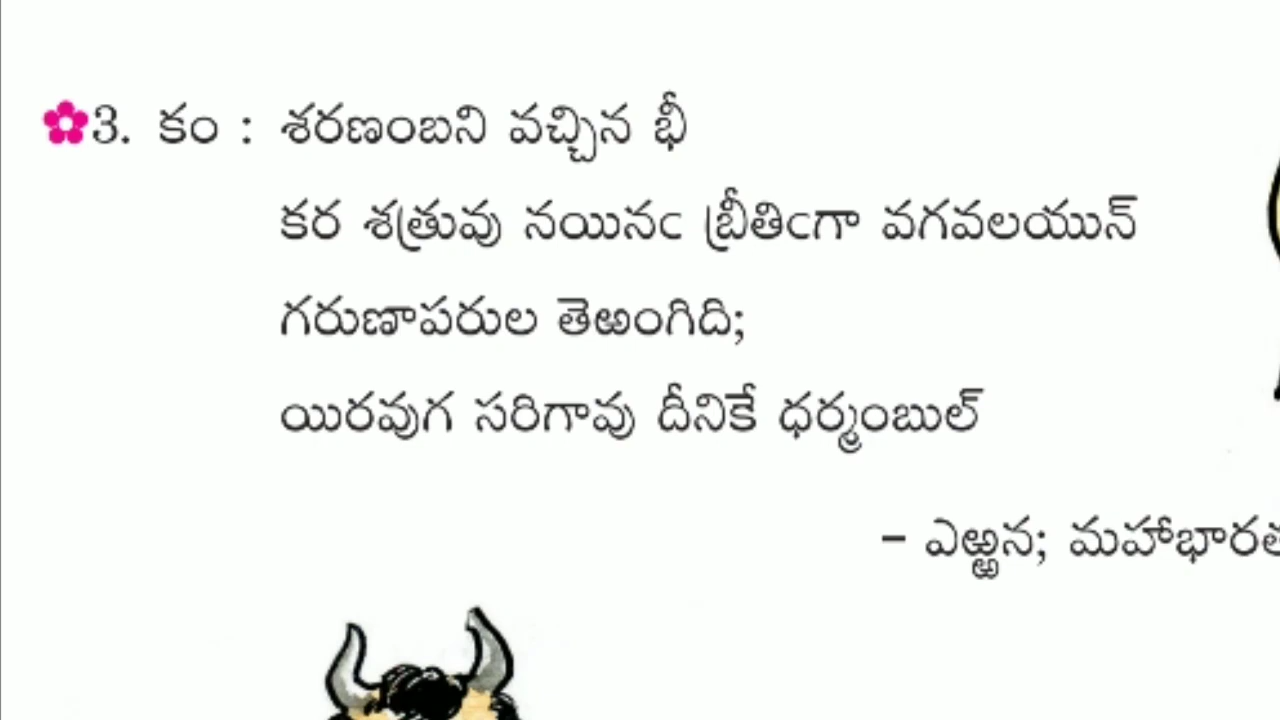 3. కం : శరణంబని వచ్చిన భీ
కర శత్రువు నయినఁ బ్రీతిఁగా వగవలయున్
గరుణాపరుల తెఱంగిది;
యిరవుగ సరిగావు దీనికే ధర్మంబుల్
– ఎఱ్ఱన; మహాభారత